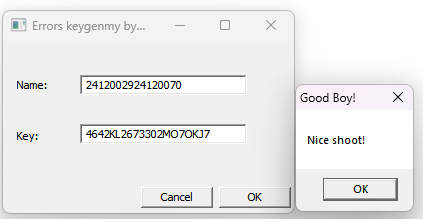 Errors keygenmy by...
Name:
2412002924120070
Key:
4642KL2673302MO7OKJ7
Cancel
OK
Good Boy!
Nice shoot!
OK